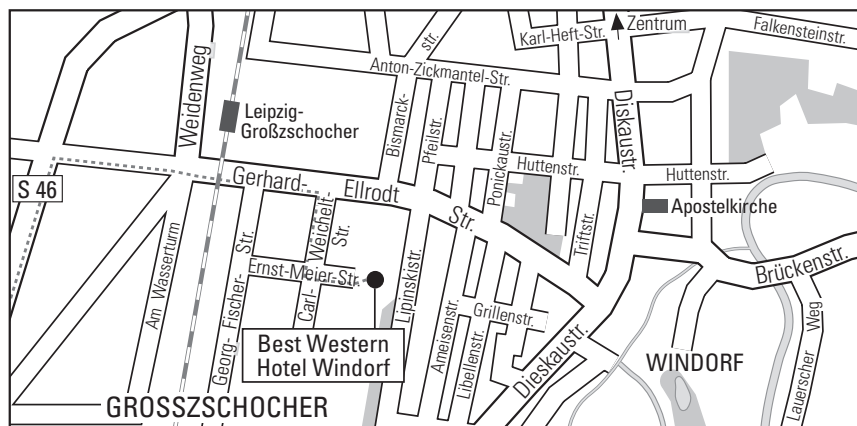 Zentrum
Karl-Heft-Str.
Falkensteinstr.
str.
Anton-Zickmantel-Str.
Weidenweg
Diskaustr.
Leipzig-
Großzschocher
Bismarck-
Pfeilstr.
Ponickaustr.
Huttenstr.
Huttenstr.
S 46
Gerhard-
Ellrodt
Str.
Apostelkirche
Weichelt-
Str.
Triftstr.
Am Wasserturm
Str.
Ernst-Meier-Str.
Lipinskistr.
Brückenstr.
Georg-
Fischer-
Carl-
Ameisenstr.
Grillenstr.
Libellenstr.
Dieskaustr.
Best Western
Hotel Windorf
WINDORF
Lauerscher
Weg
GROSSZSCHOCHER